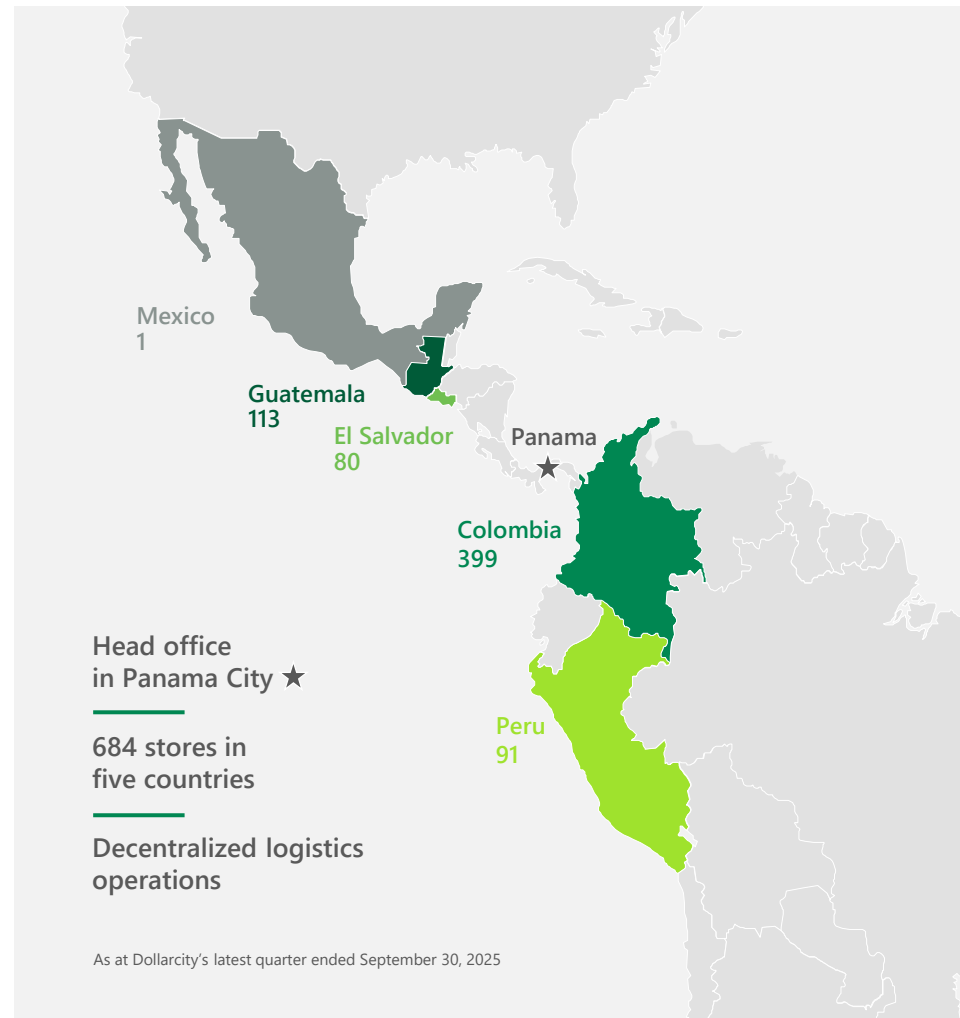 Mexico
1
Guatemala
113
El Salvador
80
Panama
Colombia
399
Head office
in Panama City ★
684 stores in
five countries
Peru
91
Decentralized logistics
operations
As at Dollarcity's latest quarter ended September 30, 2025